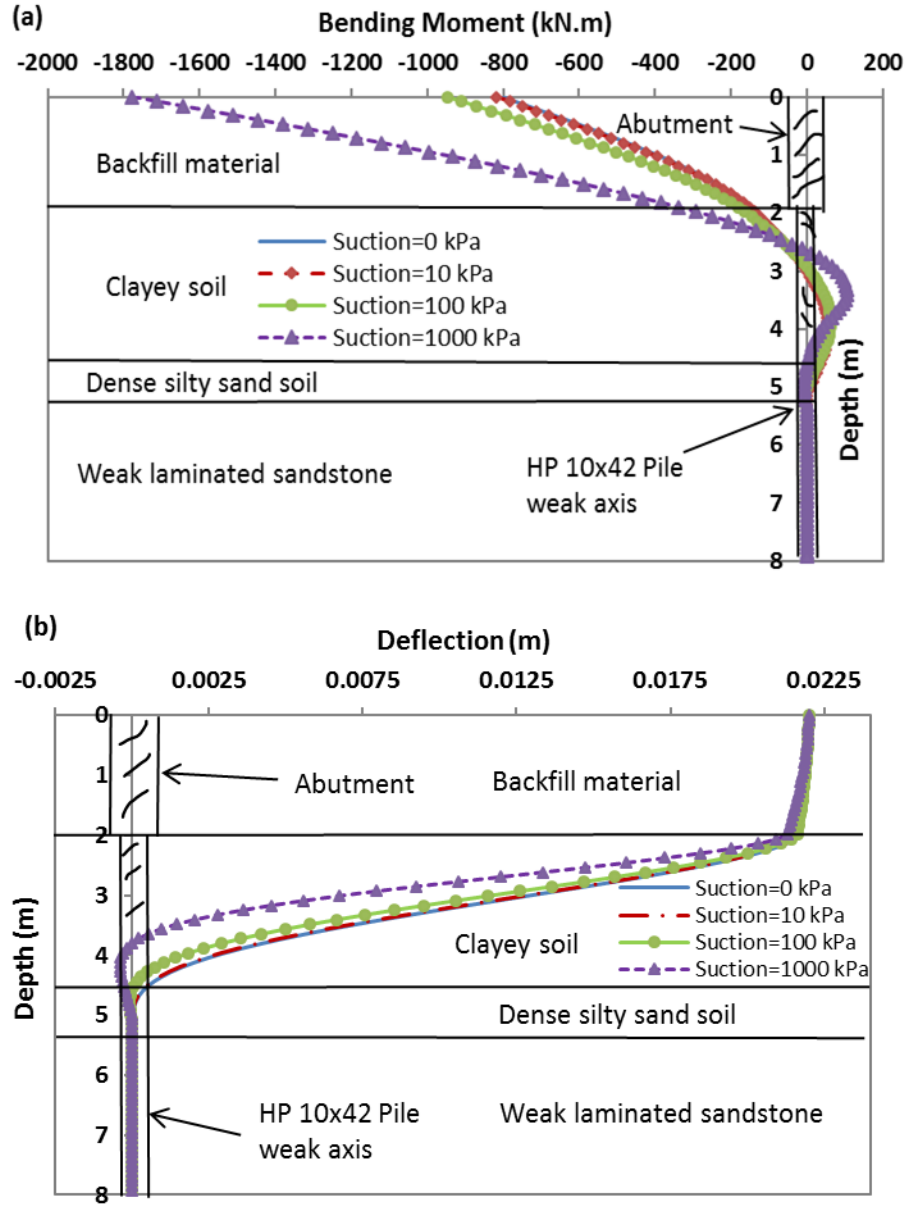 (a)
Bending Moment (kN.m)
-2000 -1800 -1600 -1400 -1200 -1000 -800 -600 -400 -200 0 200
0
Abutment
1
Backfill material
2
Suction=0 kPa
Suction=10 kPa
3
Clayey soil
Suction=100 kPa
Suction=1000 kPa
4
Depth (m)
Dense silty sand soil
5
6
Weak laminated sandstone
HP 10x42 Pile
weak axis
7
8
(b)
Deflection (m)
-0.0025 0.0025 0.0075 0.0125 0.0175 0.0225
0
1
Abutment
Backfill material
2
3
Suction=0 kPa
Suction=10 kPa
Suction=100 kPa
Suction=1000 kPa
Clayey soil
4
Depth (m)
5
Dense silty sand soil
6
HP 10x42 Pile
weak axis
Weak laminated sandstone
7
8